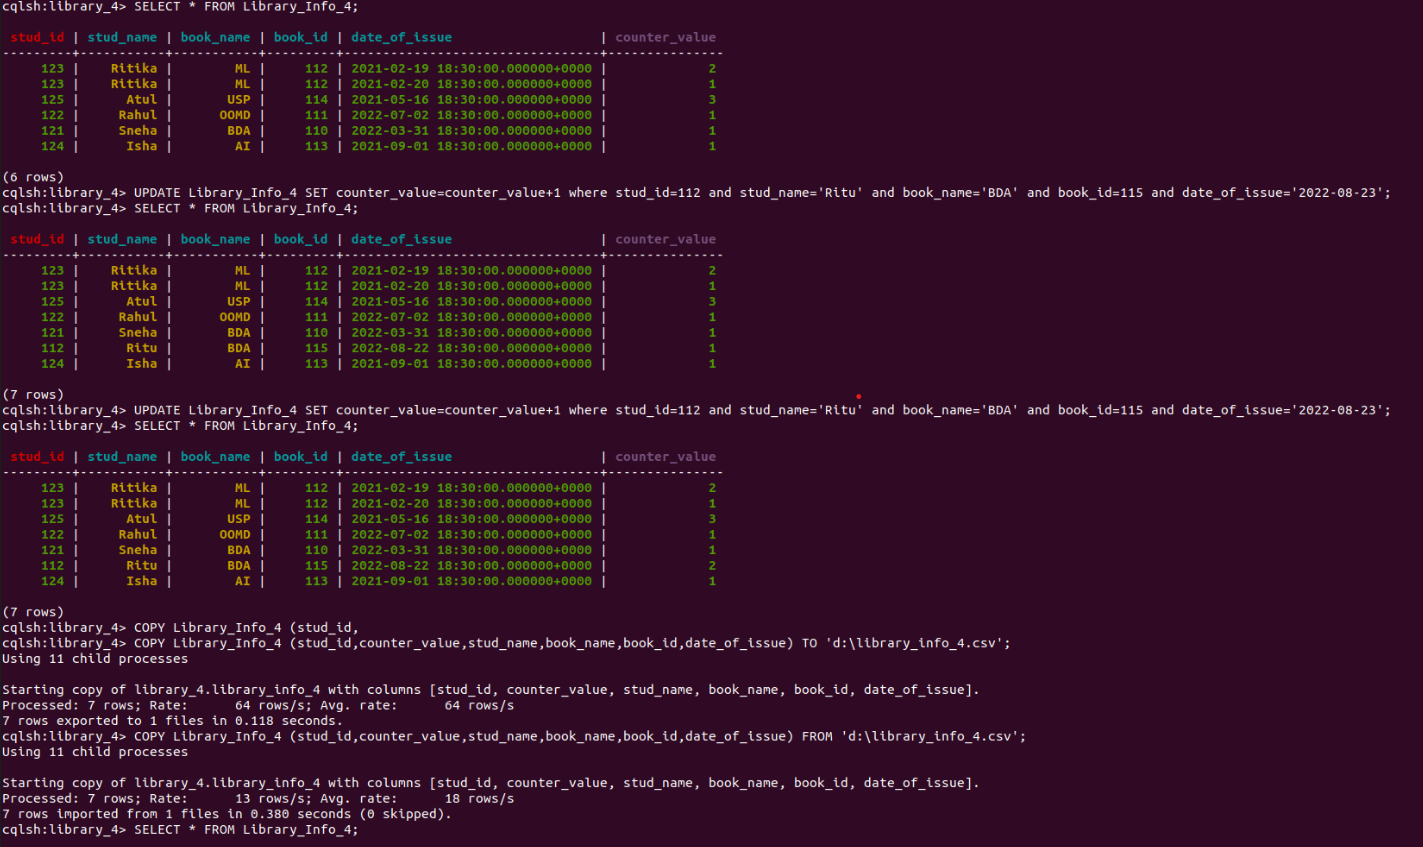 cqlsh:library_4> SELECT * FROM Library_Info_4;
 stud_id | stud_name | book_name | book_id | date_of_issue                   | counter_value
---------+-----------+-----------+---------+---------------------------------+---------------
     123 |    Ritika |        ML |     112 | 2021-02-19 18:30:00.000000+0000 |             2
     123 |    Ritika |        ML |     112 | 2021-02-20 18:30:00.000000+0000 |             1
     125 |      Atul |       USP |     114 | 2021-05-16 18:30:00.000000+0000 |             3
     122 |     Rahul |      OOMD |     111 | 2022-07-02 18:30:00.000000+0000 |             1
     121 |     Sneha |       BDA |     110 | 2022-03-31 18:30:00.000000+0000 |             1
     124 |      Isha |        AI |     113 | 2021-09-01 18:30:00.000000+0000 |             1
(6 rows)
cqlsh:library_4> UPDATE Library_Info_4 SET counter_value=counter_value+1 where stud_id=112 and stud_name='Ritu' and book_name='BDA' and book_id=115 and date_of_issue='2022-08-23';
cqlsh:library_4> SELECT * FROM Library_Info_4;
 stud_id | stud_name | book_name | book_id | date_of_issue                   | counter_value
---------+-----------+-----------+---------+---------------------------------+---------------
     123 |    Ritika |        ML |     112 | 2021-02-19 18:30:00.000000+0000 |             2
     123 |    Ritika |        ML |     112 | 2021-02-20 18:30:00.000000+0000 |             1
     125 |      Atul |       USP |     114 | 2021-05-16 18:30:00.000000+0000 |             3
     122 |     Rahul |      OOMD |     111 | 2022-07-02 18:30:00.000000+0000 |             1
     121 |     Sneha |       BDA |     110 | 2022-03-31 18:30:00.000000+0000 |             1
     112 |      Ritu |       BDA |     115 | 2022-08-22 18:30:00.000000+0000 |             1
     124 |      Isha |        AI |     113 | 2021-09-01 18:30:00.000000+0000 |             1
(7 rows)
cqlsh:library_4> UPDATE Library_Info_4 SET counter_value=counter_value+1 where stud_id=112 and stud_name='Ritu' and book_name='BDA' and book_id=115 and date_of_issue='2022-08-23';
cqlsh:library_4> SELECT * FROM Library_Info_4;
 stud_id | stud_name | book_name | book_id | date_of_issue                   | counter_value
---------+-----------+-----------+---------+---------------------------------+---------------
     123 |    Ritika |        ML |     112 | 2021-02-19 18:30:00.000000+0000 |             2
     123 |    Ritika |        ML |     112 | 2021-02-20 18:30:00.000000+0000 |             1
     125 |      Atul |       USP |     114 | 2021-05-16 18:30:00.000000+0000 |             3
     122 |     Rahul |      OOMD |     111 | 2022-07-02 18:30:00.000000+0000 |             1
     121 |     Sneha |       BDA |     110 | 2022-03-31 18:30:00.000000+0000 |             1
     112 |      Ritu |       BDA |     115 | 2022-08-22 18:30:00.000000+0000 |             2
     124 |      Isha |        AI |     113 | 2021-09-01 18:30:00.000000+0000 |             1
(7 rows)
cqlsh:library_4> COPY Library_Info_4 (stud_id,
cqlsh:library_4> COPY Library_Info_4 (stud_id,counter_value,stud_name,book_name,book_id,date_of_issue) TO 'd:\library_info_4.csv';
Using 11 child processes
Starting copy of library_4.library_info_4 with columns [stud_id, counter_value, stud_name, book_name, book_id, date_of_issue].
Processed: 7 rows; Rate:      64 rows/s; Avg. rate:      64 rows/s
7 rows exported to 1 files in 0.118 seconds.
cqlsh:library_4> COPY Library_Info_4 (stud_id,counter_value,stud_name,book_name,book_id,date_of_issue) FROM 'd:\library_info_4.csv';
Using 11 child processes
Starting copy of library_4.library_info_4 with columns [stud_id, counter_value, stud_name, book_name, book_id, date_of_issue].
Processed: 7 rows; Rate:      13 rows/s; Avg. rate:      18 rows/s
7 rows imported from 1 files in 0.380 seconds (0 skipped).
cqlsh:library_4> SELECT * FROM Library_Info_4;